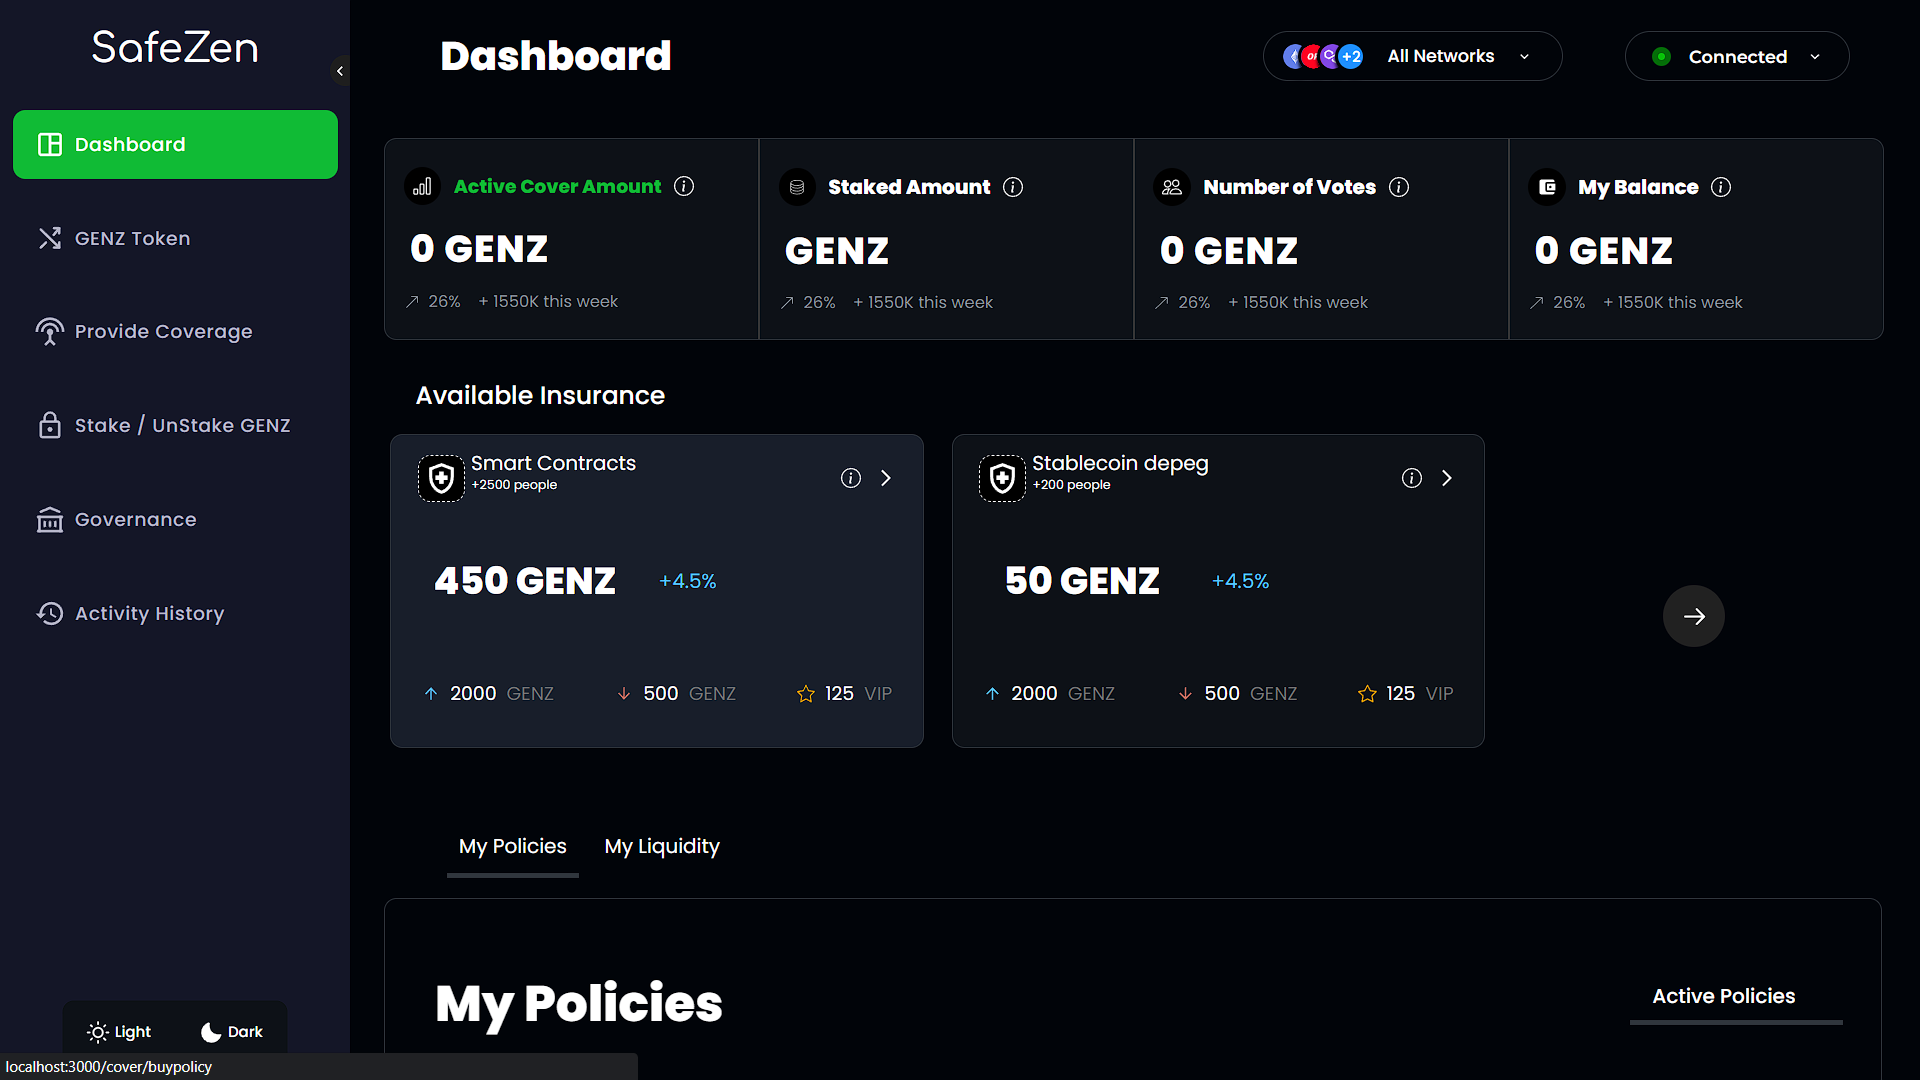 SafeZen
Dashboard
GENZ Token
Provide Coverage
Stake / UnStake GENZ
Governance
Activity History
Light
Dark
Dashboard
+2
All Networks
Connected
Active Cover Amount
0 GENZ
26% + 1550K this week
Staked Amount
GENZ
26% + 1550K this week
Number of Votes
0 GENZ
26% + 1550K this week
My Balance
0 GENZ
26% + 1550K this week
Available Insurance
Smart Contracts
+2500 people
450 GENZ +4.5%
2000 GENZ 500 GENZ 125 VIP
Stablecoin depeg
+200 people
50 GENZ +4.5%
2000 GENZ 500 GENZ 125 VIP
My Policies My Liquidity
My Policies
Active Policies
localhost:3000/cover/buypolicy